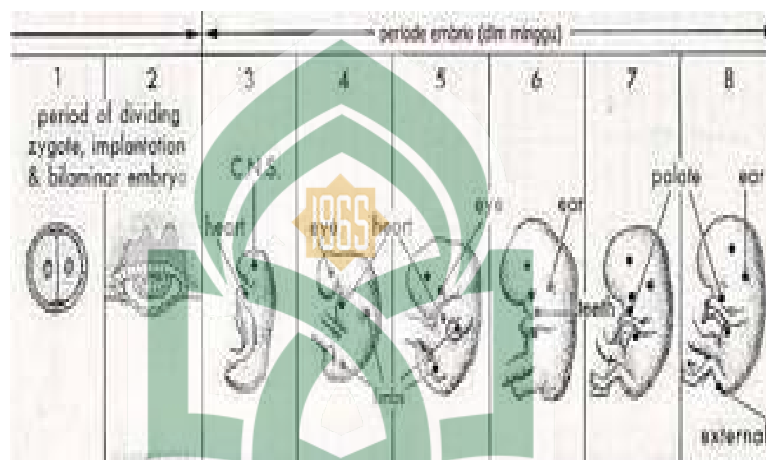 periode embrio (dlm minggu)
1 2 3 4 5 6 7 8
period of dividing
zygote, implantation
& bilaminar embryo
C.N.S.
palate ear
eye ear
heart eye heart
1965
teeth
limbs
external